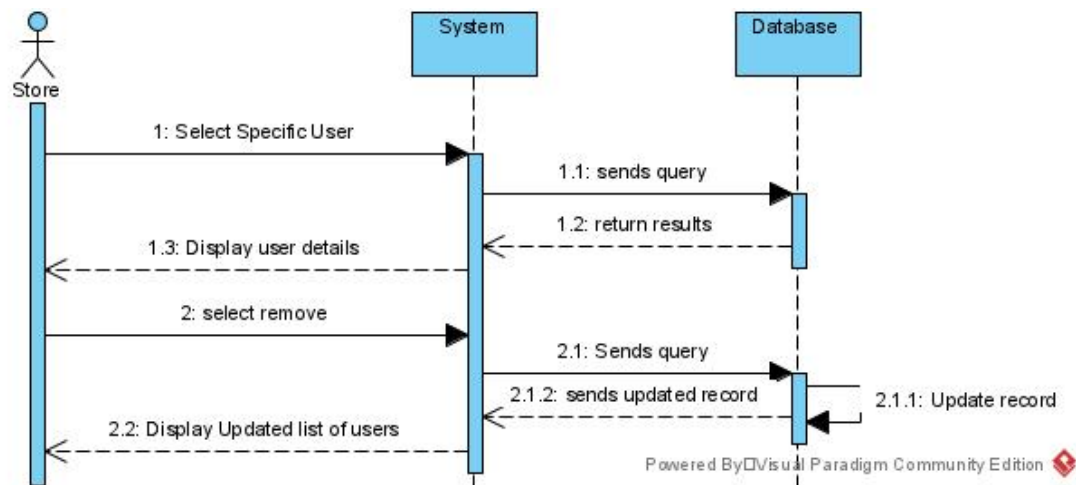 System
Database
Store
1: Select Specific User
1.1: sends query
1.2: return results
1.3: Display user details
2: select remove
2.1: Sends query
2.1.2: sends updated record
2.1.1: Update record
2.2: Display Updated list of users
Powered By□Visual Paradigm Community Edition